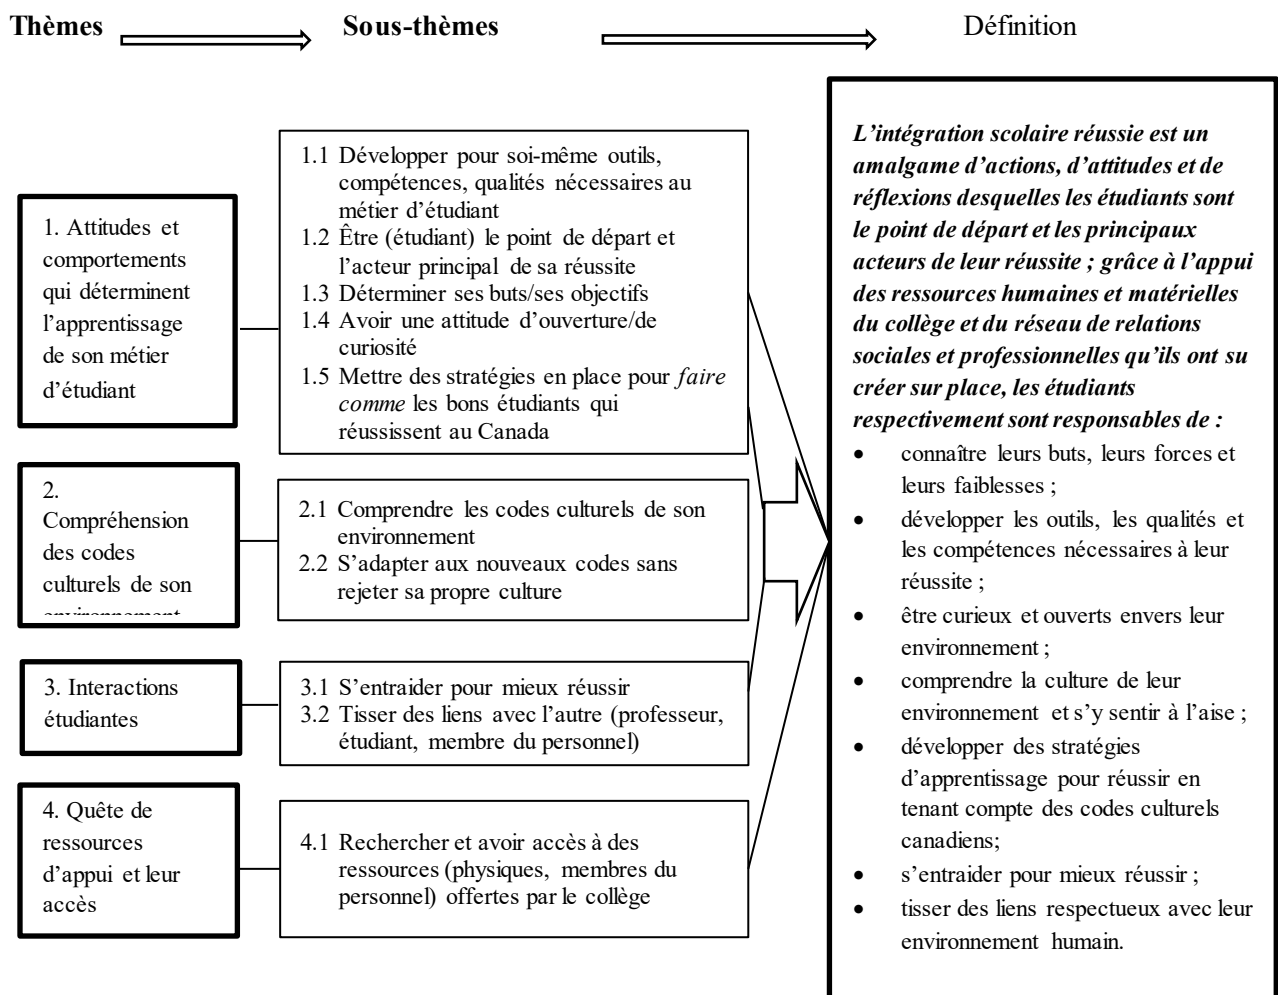 Thèmes
Sous-thèmes
Définition
1. Attitudes et
comportements
qui déterminent
l’apprentissage
de son métier
d’étudiant
1.1 Développer pour soi-même outils,
compétences, qualités nécessaires au
métier d’étudiant
1.2 Être (étudiant) le point de départ et
l’acteur principal de sa réussite
1.3 Déterminer ses buts/ses objectifs
1.4 Avoir une attitude d’ouverture/de
curiosité
1.5 Mettre des stratégies en place pour faire
comme les bons étudiants qui
réussissent au Canada
2.
Compréhension
des codes
culturels de son
environnement
2.1 Comprendre les codes culturels de son
environnement
2.2 S’adapter aux nouveaux codes sans
rejeter sa propre culture
3. Interactions
étudiantes
3.1 S’entraider pour mieux réussir
3.2 Tisser des liens avec l’autre (professeur,
étudiant, membre du personnel)
4. Quête de
ressources
d’appui et leur
accès
4.1 Rechercher et avoir accès à des
ressources (physiques, membres du
personnel) offertes par le collège
L’intégration scolaire réussie est un
amalgame d’actions, d’attitudes et de
réflexions desquelles les étudiants sont
le point de départ et les principaux
acteurs de leur réussite ; grâce à l’appui
des ressources humaines et matérielles
du collège et du réseau de relations
sociales et professionnelles qu’ils ont su
créer sur place, les étudiants
respectivement sont responsables de :
• connaître leurs buts, leurs forces et
leurs faiblesses ;
• développer les outils, les qualités et
les compétences nécessaires à leur
réussite ;
• être curieux et ouverts envers leur
environnement ;
• comprendre la culture de leur
environnement et s’y sentir à l’aise ;
• développer des stratégies
d’apprentissage pour réussir en
tenant compte des codes culturels
canadiens;
• s’entraider pour mieux réussir ;
• tisser des liens respectueux avec leur
environnement humain.